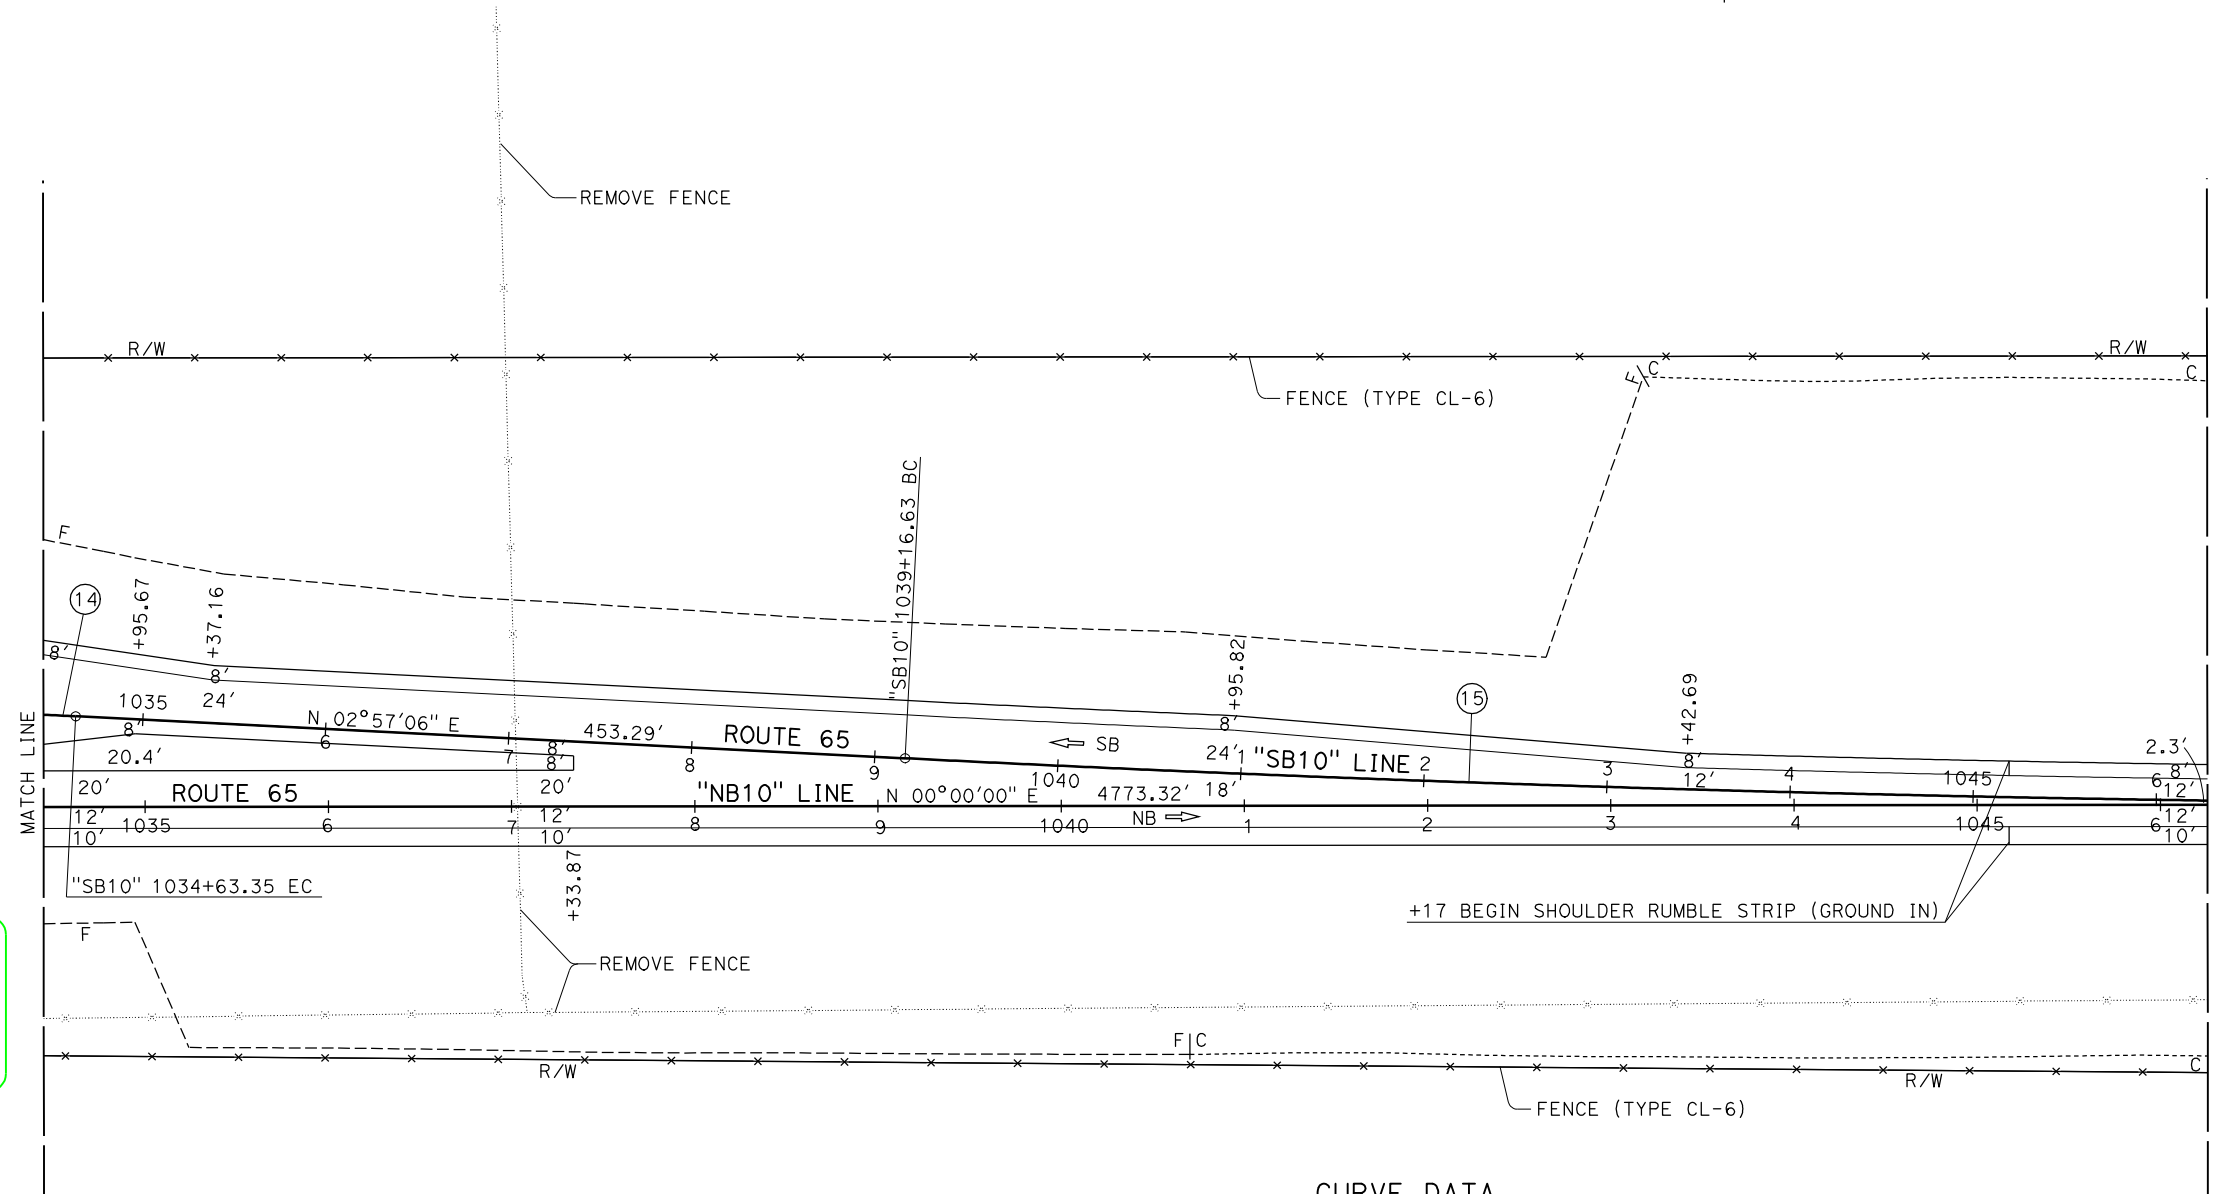 REMOVE FENCE
R/W
R/W
F/C
C
FENCE (TYPE CL-6)
"SB10" 1039+16.63 BC
F
+95.67
+37.16
14
+95.82
15
+42.69
8'
8'
1035
24'
N 02°57'06" E
453.29'
ROUTE 65
SB
8'
24'
1
"SB10" LINE
2
3
8'
12'
4
1045
2.3'
6
8'
12'
8'
6
7
8'
8'
8
9
1040
20.4'
MATCH LINE
20'
ROUTE 65
20'
"NB10" LINE
N 00°00'00" E
4773.32'
18'
12'
10'
1035
6
7
12'
10'
8
9
1040
NB
1
2
3
4
1045
6
12'
10'
+33.87
"SB10" 1034+63.35 EC
+17 BEGIN SHOULDER RUMBLE STRIP (GROUND IN)
F
REMOVE FENCE
F|C
C
R/W
R/W
FENCE (TYPE CL-6)
CURVE DATA